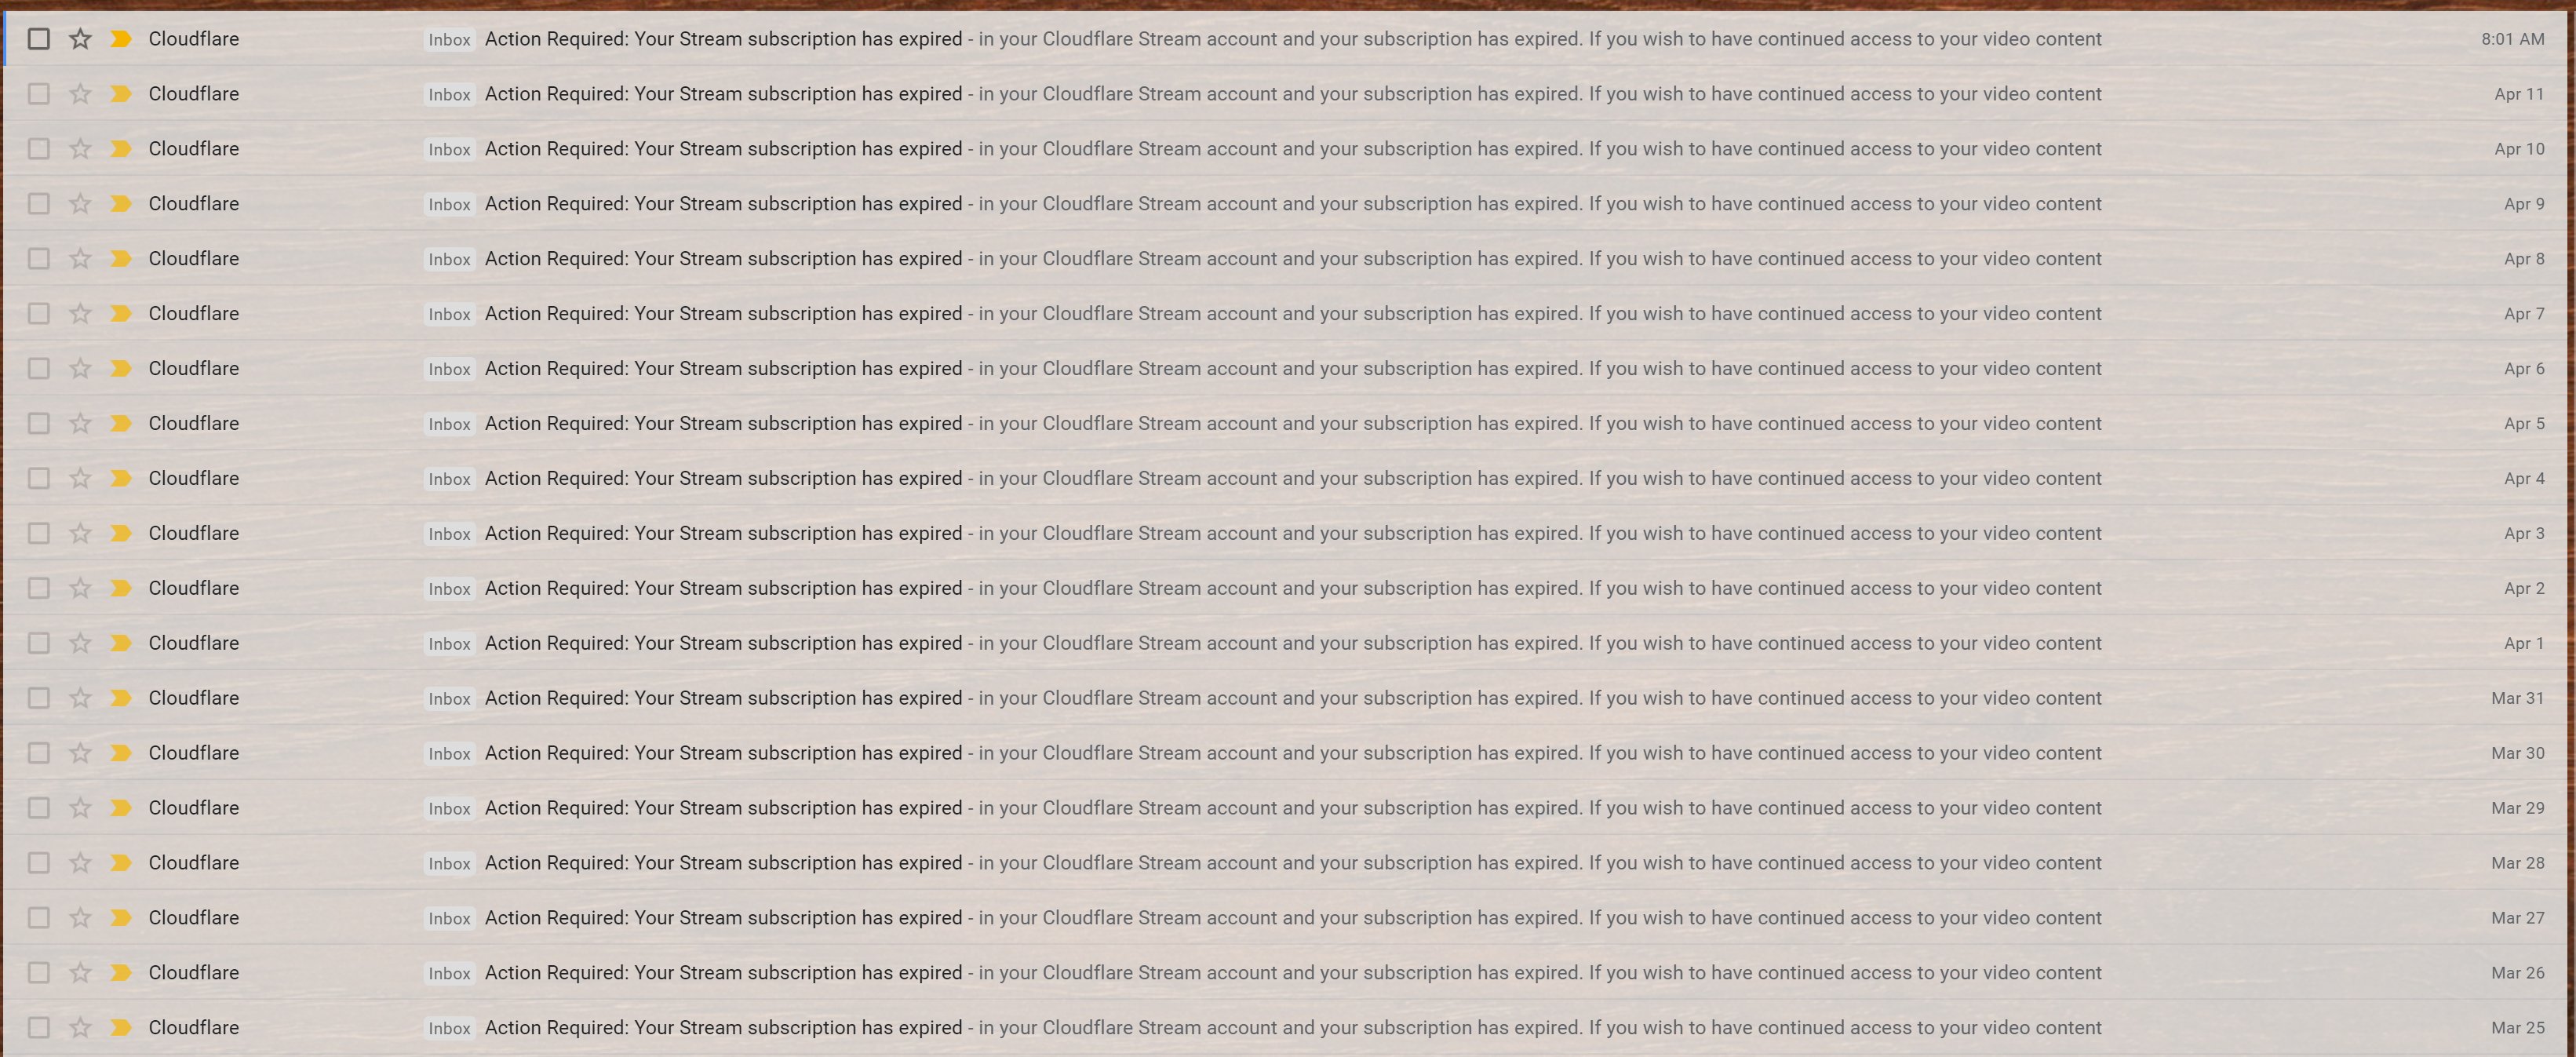 Cloudflare Inbox Action Required: Your Stream subscription has expired - in your Cloudflare Stream account and your subscription has expired. If you wish to have continued access to your video content 8:01 AM
Cloudflare Inbox Action Required: Your Stream subscription has expired - in your Cloudflare Stream account and your subscription has expired. If you wish to have continued access to your video content Apr 11
Cloudflare Inbox Action Required: Your Stream subscription has expired - in your Cloudflare Stream account and your subscription has expired. If you wish to have continued access to your video content Apr 10
Cloudflare Inbox Action Required: Your Stream subscription has expired - in your Cloudflare Stream account and your subscription has expired. If you wish to have continued access to your video content Apr 9
Cloudflare Inbox Action Required: Your Stream subscription has expired - in your Cloudflare Stream account and your subscription has expired. If you wish to have continued access to your video content Apr 8
Cloudflare Inbox Action Required: Your Stream subscription has expired - in your Cloudflare Stream account and your subscription has expired. If you wish to have continued access to your video content Apr 7
Cloudflare Inbox Action Required: Your Stream subscription has expired - in your Cloudflare Stream account and your subscription has expired. If you wish to have continued access to your video content Apr 6
Cloudflare Inbox Action Required: Your Stream subscription has expired - in your Cloudflare Stream account and your subscription has expired. If you wish to have continued access to your video content Apr 5
Cloudflare Inbox Action Required: Your Stream subscription has expired - in your Cloudflare Stream account and your subscription has expired. If you wish to have continued access to your video content Apr 4
Cloudflare Inbox Action Required: Your Stream subscription has expired - in your Cloudflare Stream account and your subscription has expired. If you wish to have continued access to your video content Apr 3
Cloudflare Inbox Action Required: Your Stream subscription has expired - in your Cloudflare Stream account and your subscription has expired. If you wish to have continued access to your video content Apr 2
Cloudflare Inbox Action Required: Your Stream subscription has expired - in your Cloudflare Stream account and your subscription has expired. If you wish to have continued access to your video content Apr 1
Cloudflare Inbox Action Required: Your Stream subscription has expired - in your Cloudflare Stream account and your subscription has expired. If you wish to have continued access to your video content Mar 31
Cloudflare Inbox Action Required: Your Stream subscription has expired - in your Cloudflare Stream account and your subscription has expired. If you wish to have continued access to your video content Mar 30
Cloudflare Inbox Action Required: Your Stream subscription has expired - in your Cloudflare Stream account and your subscription has expired. If you wish to have continued access to your video content Mar 29
Cloudflare Inbox Action Required: Your Stream subscription has expired - in your Cloudflare Stream account and your subscription has expired. If you wish to have continued access to your video content Mar 28
Cloudflare Inbox Action Required: Your Stream subscription has expired - in your Cloudflare Stream account and your subscription has expired. If you wish to have continued access to your video content Mar 27
Cloudflare Inbox Action Required: Your Stream subscription has expired - in your Cloudflare Stream account and your subscription has expired. If you wish to have continued access to your video content Mar 26
Cloudflare Inbox Action Required: Your Stream subscription has expired - in your Cloudflare Stream account and your subscription has expired. If you wish to have continued access to your video content Mar 25